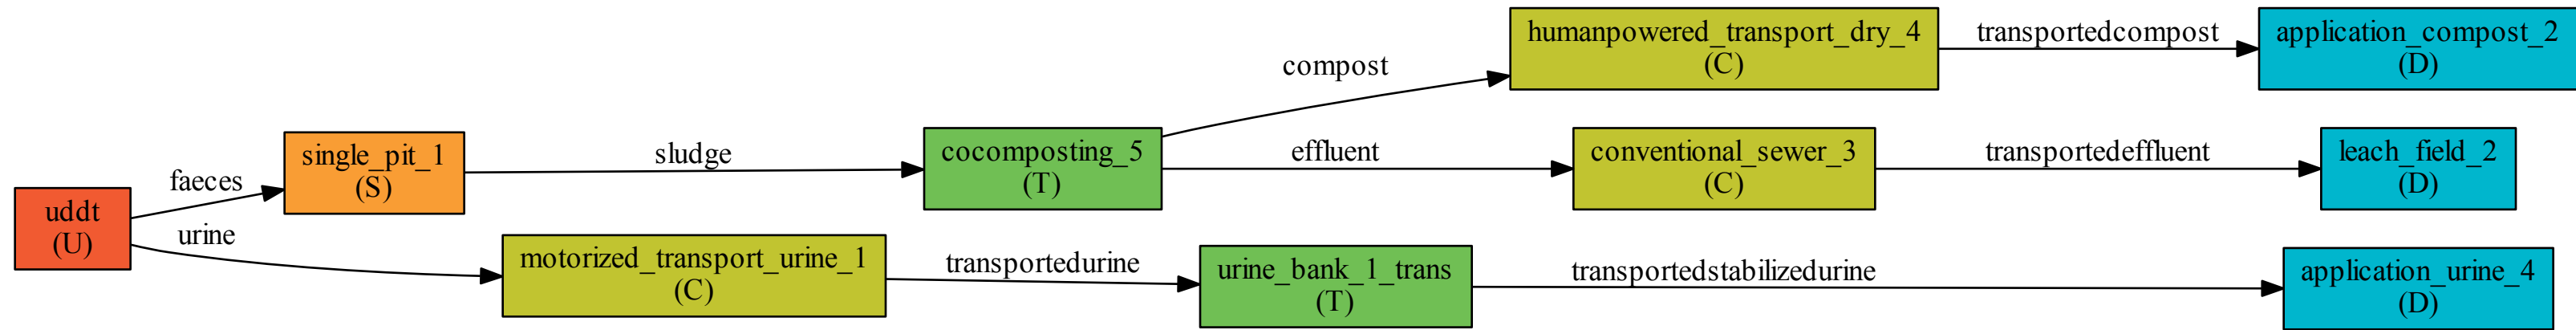 humanpowered_transport_dry_4
(C)
transportedcompost
application_compost_2
(D)
compost
single_pit_1
(S)
sludge
cocomposting_5
(T)
effluent
conventional_sewer_3
(C)
transportedeffluent
leach_field_2
(D)
faeces
uddt
(U)
urine
motorized_transport_urine_1
(C)
transportedurine
urine_bank_1_trans
(T)
transportedstabilizedurine
application_urine_4
(D)